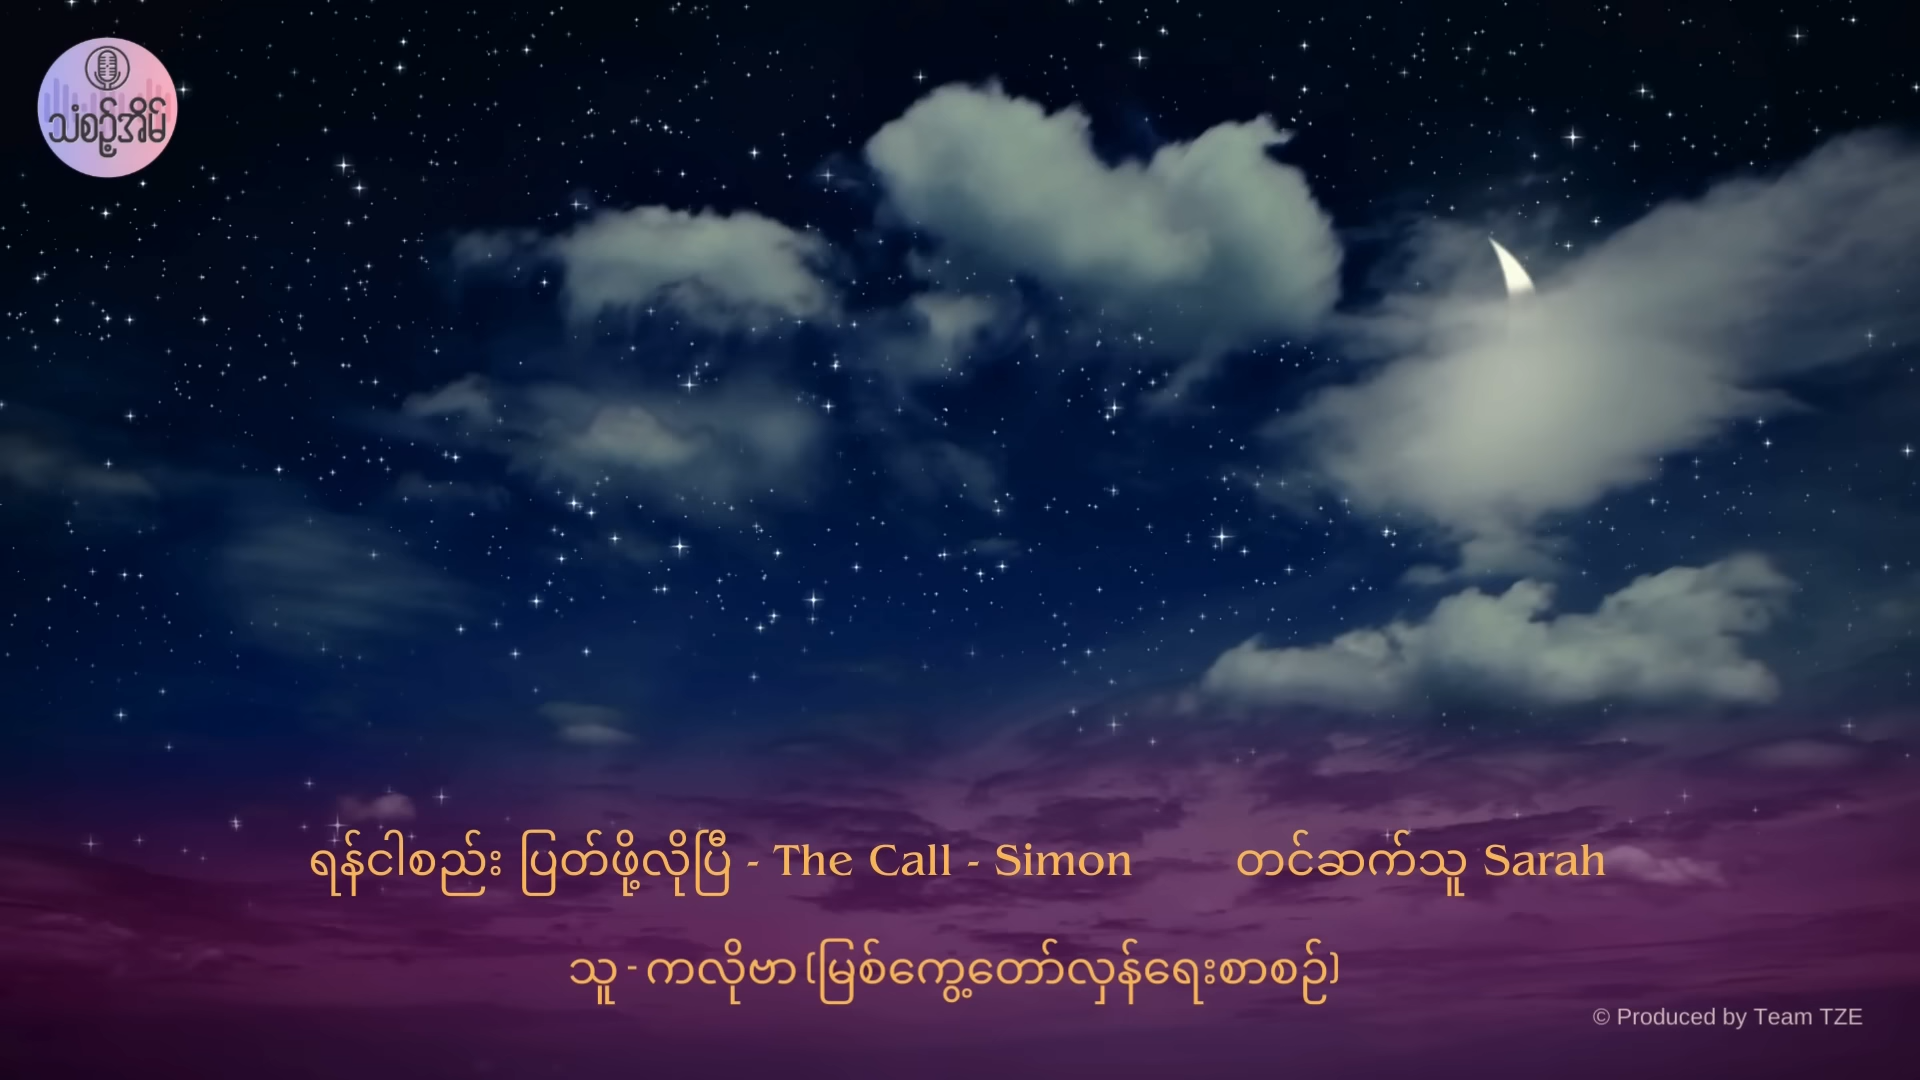 သံစဉ့်အိမ်
ရန်ငါစည်း ပြတ်ဖို့လိုပြီ - The Call - Simon တင်ဆက်သူ Sarah
သူ - ကလိုဗာ (မြစ်ကွေ့တော်လှန်ရေးစာစဉ်)
© Produced by Team TZE